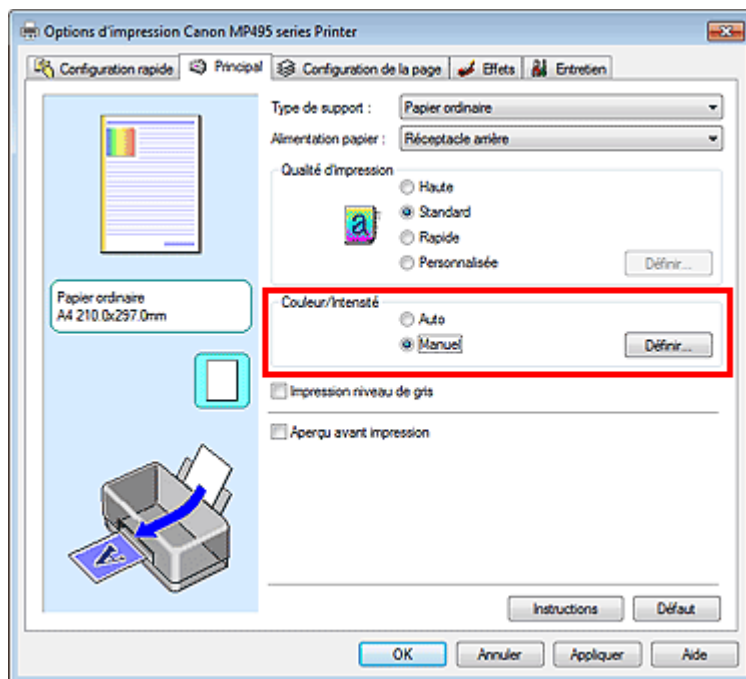 Options d'impression Canon MP495 series Printer
Configuration rapide Principal Configuration de la page Effets Entretien
Type de support : Papier ordinaire
Alimentation papier : Réceptacle arrière
Qualité d'impression
Haute
a Standard
Rapide
Personnalisée Définir...
Papier ordinaire
A4 210.0x297.0mm
Couleur/Intensité
Auto
Manuel Définir...
Impression niveau de gris
Aperçu avant impression
A
Instructions Défaut
OK Annuler Appliquer Aide